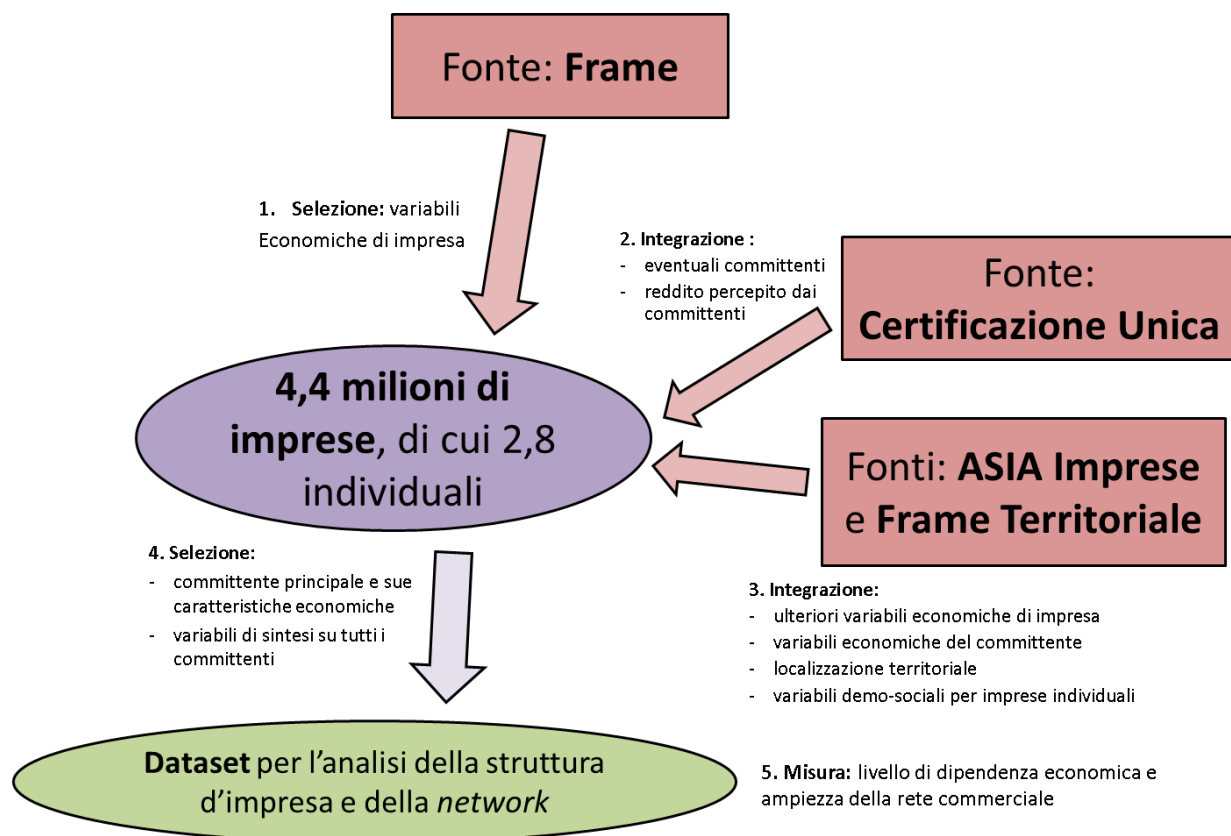 Fonte: Frame
1. Selezione: variabili
Economiche di impresa
2. Integrazione :
- eventuali committenti
- reddito percepito dai
committenti
Fonte:
Certificazione Unica
4,4 milioni di
imprese, di cui 2,8
individuali
Fonti: ASIA Imprese
e Frame Territoriale
4. Selezione:
- committente principale e sue
caratteristiche economiche
- variabili di sintesi su tutti i
committenti
3. Integrazione:
- ulteriori variabili economiche di impresa
- variabili economiche del committente
- localizzazione territoriale
- variabili demo-sociali per imprese individuali
Dataset per l'analisi della struttura
d'impresa e della network
5. Misura: livello di dipendenza economica e
ampiezza della rete commerciale